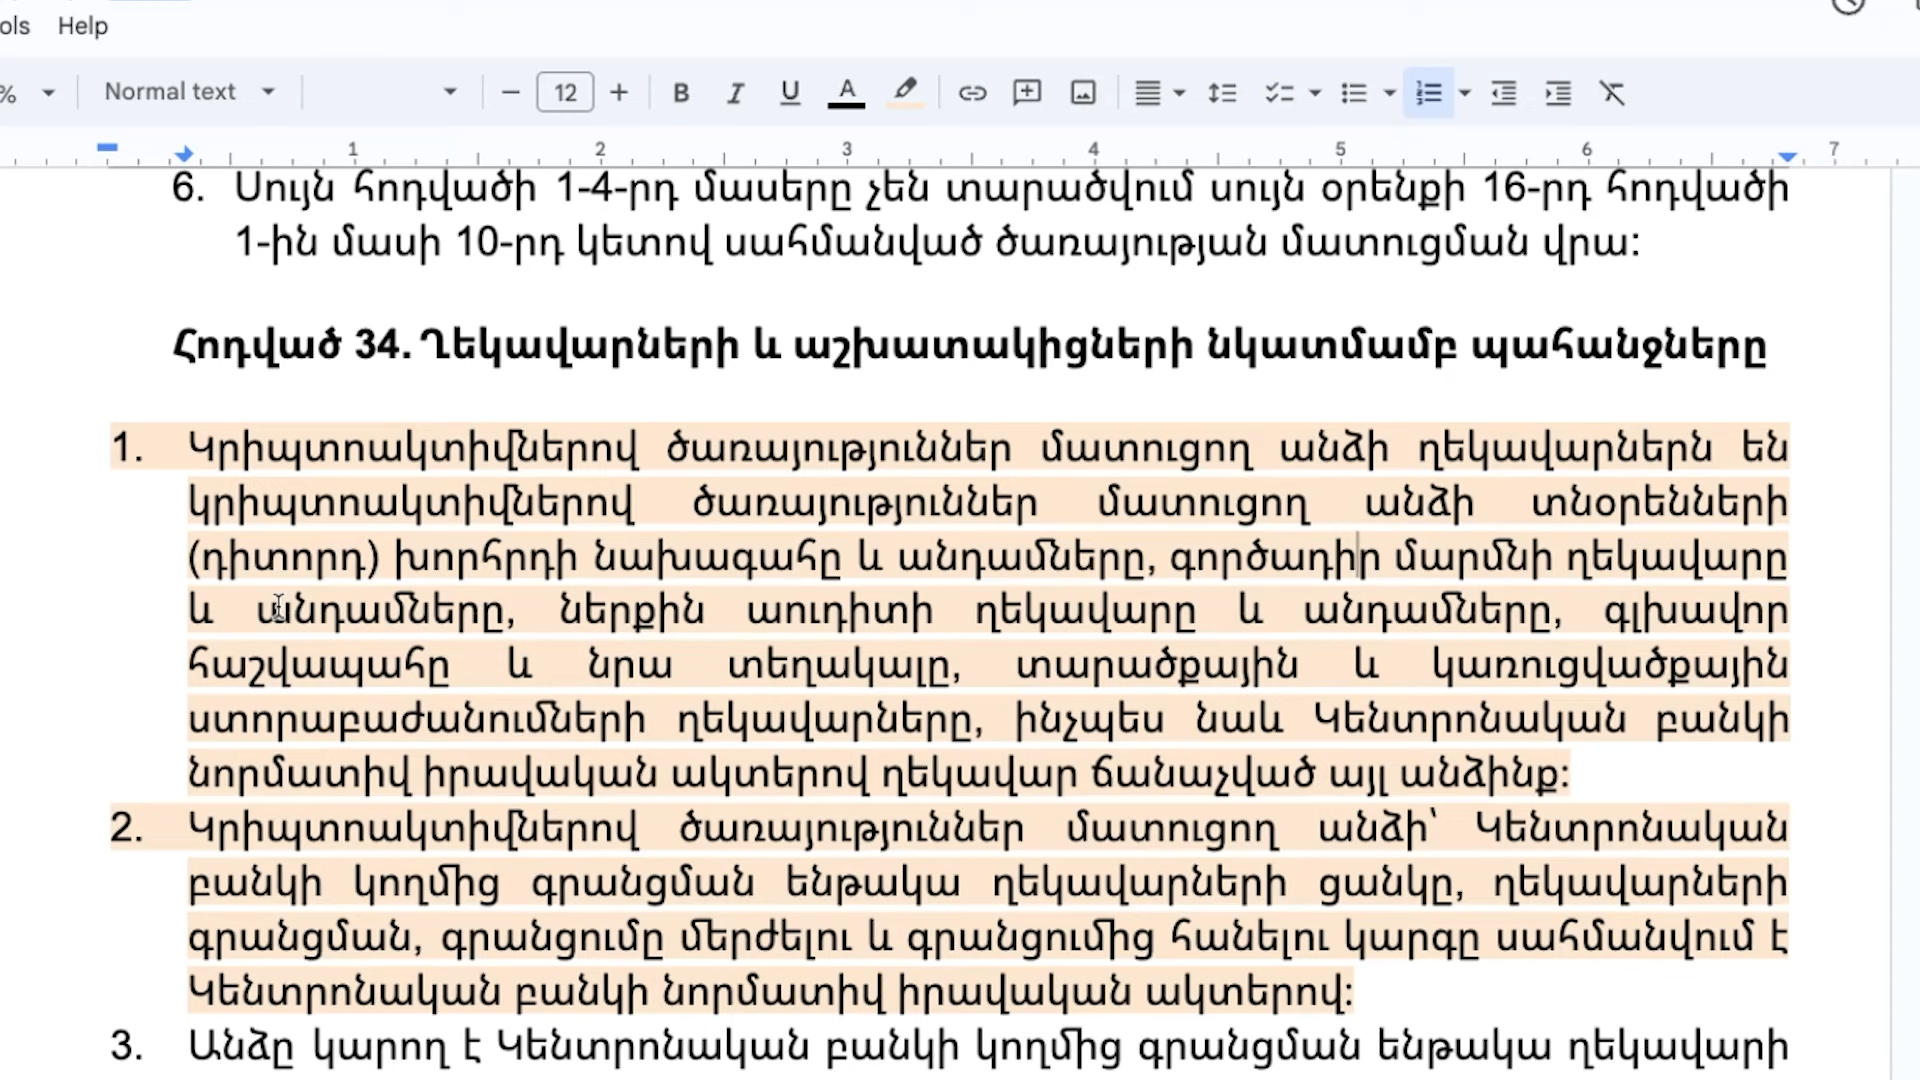 ols Help
% Normal text 12 B I U A
1 2 3 4 5 6 7
6. Սույն հոդվածի 1-4-րդ մասերը չեն տարածվում սույն օրենքի 16-րդ հոդվածի
1-ին մասի 10-րդ կետով սահմանված ծառայության մատուցման վրա:
Հոդված 34. Ղեկավարների և աշխատակիցների նկատմամբ պահանջները
1. Կրիպտոակտիվներով ծառայություններ մատուցող անձի ղեկավարներն են
կրիպտոակտիվներով ծառայություններ մատուցող անձի տնօրենների
(դիտորդ) խորհրդի նախագահը և անդամները, գործադիր մարմնի ղեկավարը
և անդամները, ներքին աուդիտի ղեկավարը և անդամները, գլխավոր
հաշվապահը և նրա տեղակալը, տարածքային և կառուցվածքային
ստորաբաժանումների ղեկավարները, ինչպես նաև Կենտրոնական բանկի
նորմատիվ իրավական ակտերով ղեկավար ճանաչված այլ անձինք:
2. Կրիպտոակտիվներով ծառայություններ մատուցող անձի՝ Կենտրոնական
բանկի կողմից գրանցման ենթակա ղեկավարների ցանկը, ղեկավարների
գրանցման, գրանցումը մերժելու և գրանցումից հանելու կարգը սահմանվում է
Կենտրոնական բանկի նորմատիվ իրավական ակտերով:
3. Անձը կարող է Կենտրոնական բանկի կողմից գրանցման ենթակա ղեկավարի